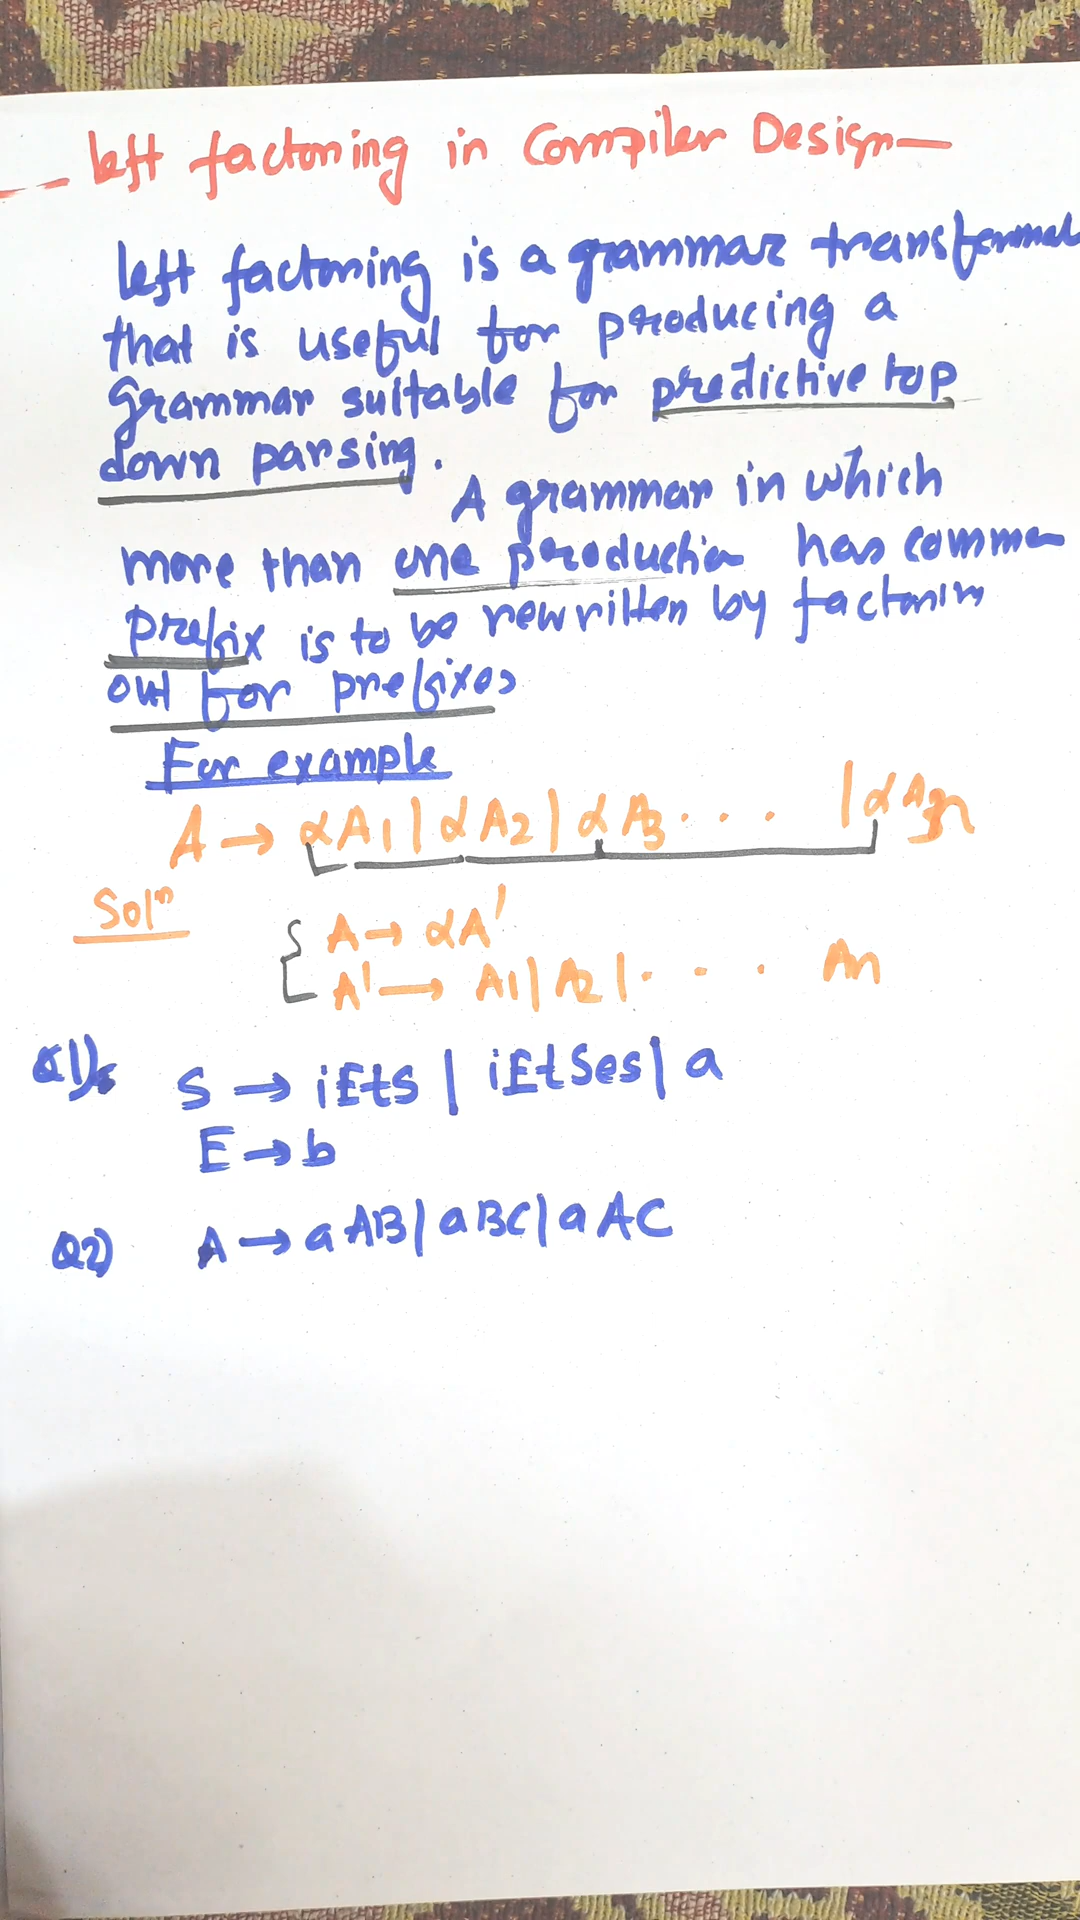 left factoring in Compiler Design
left factoring is a grammar transformat
that is useful for producing a
Grammar suitable for predictive top
down parsing.
A grammar in which
more than one production has common
prefix is to be rewritten by factoring
out for prefixes
For example
A → αA1 | αA2 | αA3 . . . . | αAn
Solⁿ
A → αA'
A' → A1 | A2 | . . . . An
Q1) S → iEtS | iEtSes | a
E → b
Q2) A → aAB | aBC | aAC